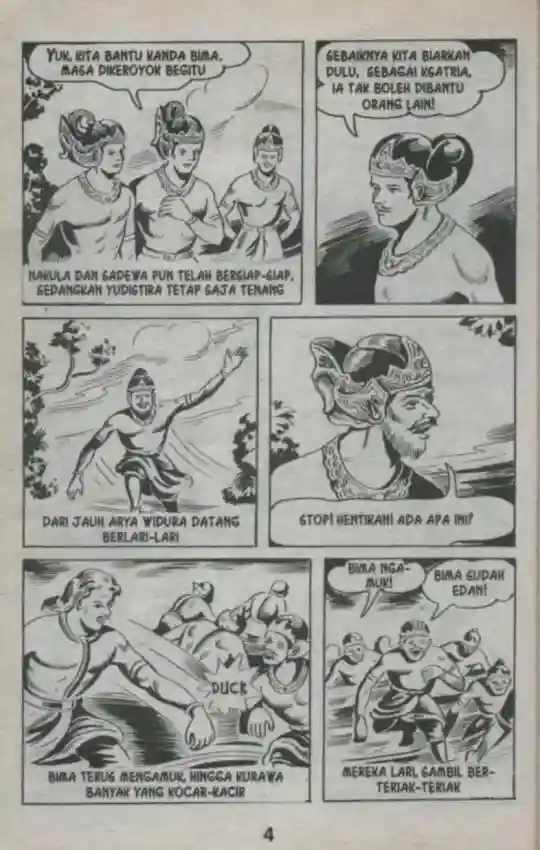 YUK, KITA BANTU KANDA BIMA.
MASA DIKEROYOK BEGITU
NAKULA DAN SADEWA PUN TELAH BERSIAP-SIAP,
SEDANGKAN YUDISTIRA TETAP SAJA TENANG
SEBAIKNYA KITA BIARKAN
DULU, SEBAGAI KSATRIA,
IA TAK BOLEH DIBANTU
ORANG LAIN!
DARI JAUH ARYA WIDURA DATANG
BERLARI-LARI
STOP! HENTIKAN! ADA APA INI?
DUCK
BIMA TERUS MENGAMUK, HINGGA KURAWA
BANYAK YANG KOCAR-KACIR
BIMA NGA-
MUK!
BIMA SUDAH
EDAN!
MEREKA LARI, SAMBIL BER-
TERIAK-TERIAK
4